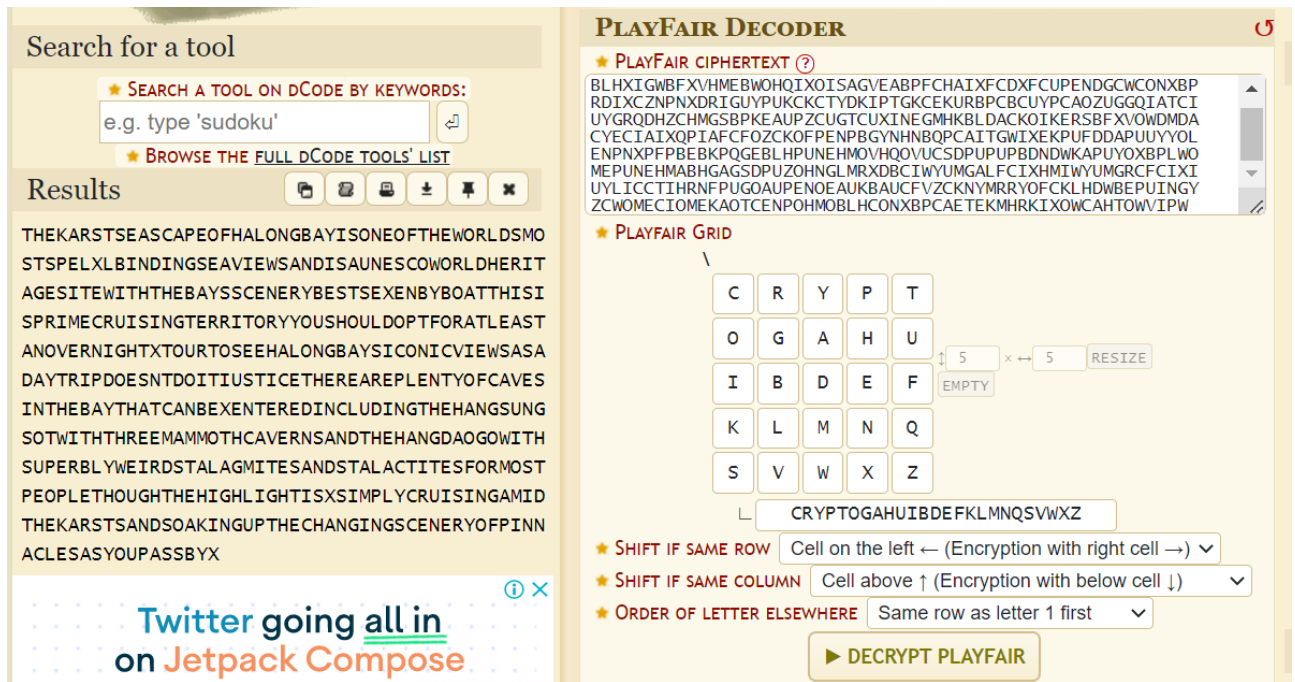 Search for a tool
★ SEARCH A TOOL ON DCODE BY KEYWORDS:
e.g. type 'sudoku'
★ BROWSE THE FULL DCODE TOOLS' LIST
Results
THEKARSTSEASCAPEOFHALONGBAYISONEOFTHEWORLDSMO
STSPELXLBINDINGSEAVIEWSANDISAUNESCOWORLDHERIT
AGESITEWITHTHEBAYSSCENERYBESTSEXENBYBOATTHISI
SPRIMECRUISINGTERRITORYYOUSHOULDOPTFORATLEAST
ANOVERNIGHTXTOURTOSEEHALONGBAYSICONICVIEWSASA
DAYTRIPDOESNTDOITIUSTICETHEREAREPLENTYOFCAVES
INTHEBAYTHATCANBEXENTEREDINCLUDINGTHEHANGSUNG
SOTWITHTHREEMAMMOTHCAVERNSANDTHEHANGDAOGOWITH
SUPERBLYWEIRDSTALAGMITESANDSTALACTITESFORMOST
PEOPLETHOUGHTHEHIGHLIGHTISXSIMPLYCRUISINGAMID
THEKARSTSANDSOAKINGUPTHECHANGINGSCENERYOFPINN
ACLESASYOUPASSBYX
Twitter going all in
on Jetpack Compose
PLAYFAIR DECODER
★ PLAYFAIR CIPHERTEXT ?
BLHXIGWBFXVHMEBWOHQIXOISAGVEABPFCHAIXFCDXFCUPENDGCWCONXBP
RDIXCZNPNXDRIGUYPUKCKCTYDKIPTGKCEKURBPCBCUYPCAOZUGGQIATCI
UYGRQDHZCHMGSBPKEAUPZCUGTCUXINEGMHKBLDACKOIKERSBFXVOWDMDA
CYECIAIXQPIAFCFOZCKOFPENPBGYNHNBQPCAITGWIXEKPUFDDAPUUYYOL
ENPNXPFPBEBKPQGEBLHPUNEHMOVHQOVUCSDPUPUPBDNDWKAPUYOXBPLWO
MEPUNEHMABHGAGSDPUZOHNGLMRXDBCIWYUMGALFCIXHMIWYUMGRCFCIXI
UYLICCTIHRNFPUGOAUPENOEAUKBAUCFVZCKNYMRRYOFCKLHDWBEPUINGY
ZCWOMECIOMEKAOTCENPOHMOBLHCONXBPCAETEKMHRKIXOWCAHTOWVIPW
★ PLAYFAIR GRID
\
C R Y P T
O G A H U
I B D E F
K L M N Q
S V W X Z
↕ 5 × ↔ 5 RESIZE
EMPTY
CRYPTOGAHUIBDEFKLMNQSVWXZ
★ SHIFT IF SAME ROW Cell on the left ← (Encryption with right cell →)
★ SHIFT IF SAME COLUMN Cell above ↑ (Encryption with below cell ↓)
★ ORDER OF LETTER ELSEWHERE Same row as letter 1 first
► DECRYPT PLAYFAIR